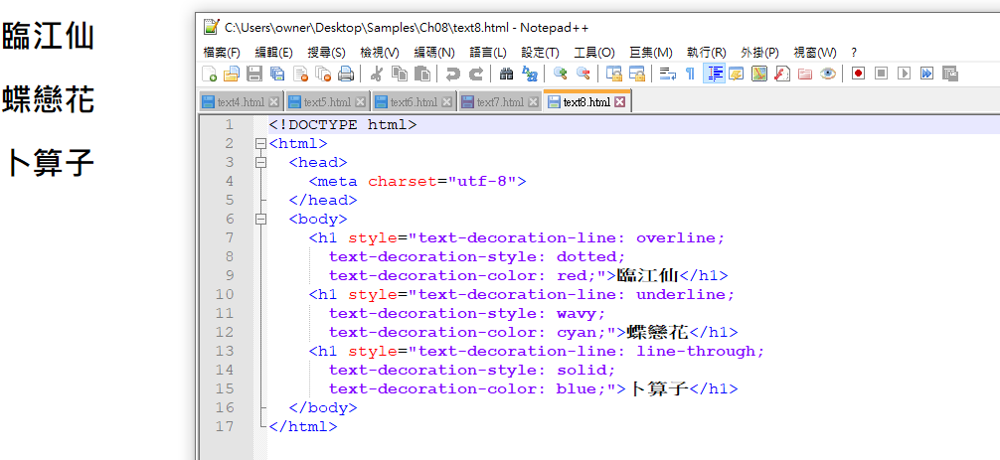 臨江仙
蝶戀花
卜算子
C:\Users\owner\Desktop\Samples\Ch08\text8.html - Notepad++
檔案(F) 編輯(E) 搜尋(S) 檢視(V) 編碼(N) 語言(L) 設定(T) 工具(O) 巨集(M) 執行(R) 外掛(P) 視窗(W) ?
text4.html text5.html text6.html text7.html text8.html
1 <!DOCTYPE html>
2 <html>
3 <head>
4 <meta charset="utf-8">
5 </head>
6 <body>
7 <h1 style="text-decoration-line: overline;
8 text-decoration-style: dotted;
9 text-decoration-color: red;">臨江仙</h1>
10 <h1 style="text-decoration-line: underline;
11 text-decoration-style: wavy;
12 text-decoration-color: cyan;">蝶戀花</h1>
13 <h1 style="text-decoration-line: line-through;
14 text-decoration-style: solid;
15 text-decoration-color: blue;">卜算子</h1>
16 </body>
17 </html>